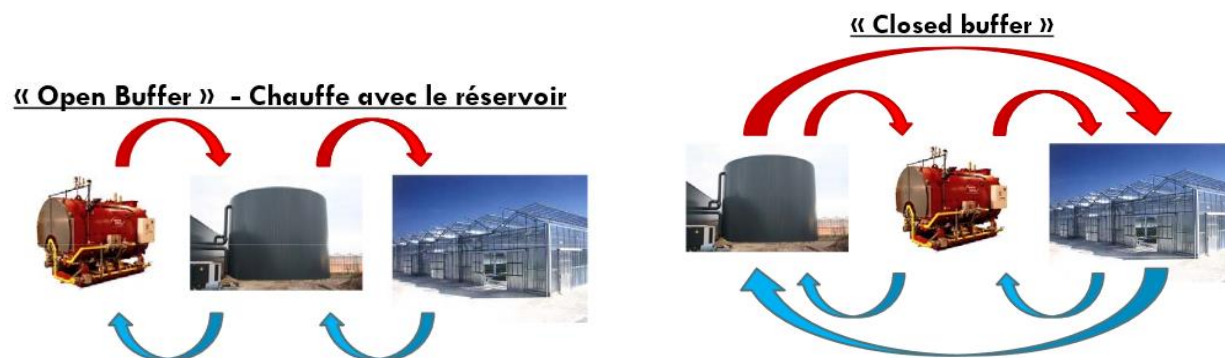 « Open Buffer »  - Chauffe avec le réservoir
« Closed buffer »